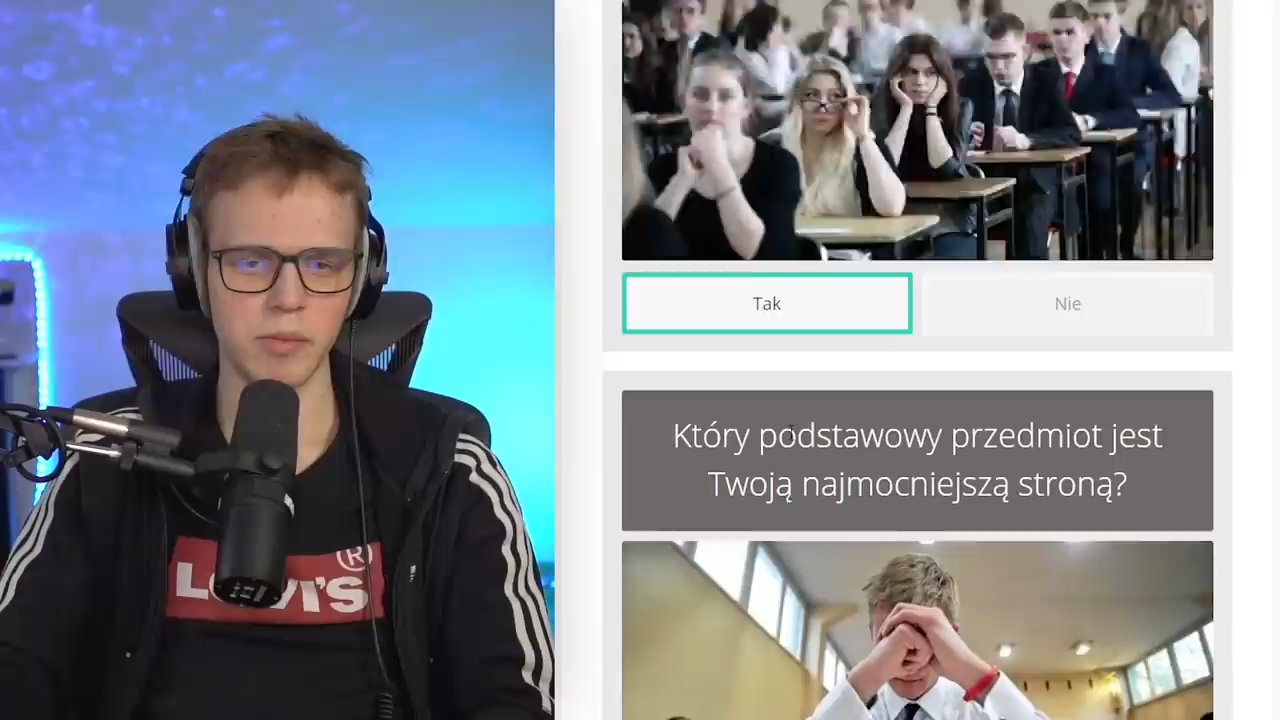 Tak
Nie
Który podstawowy przedmiot jest
Twoją najmocniejszą stroną?
LEVI'S
®